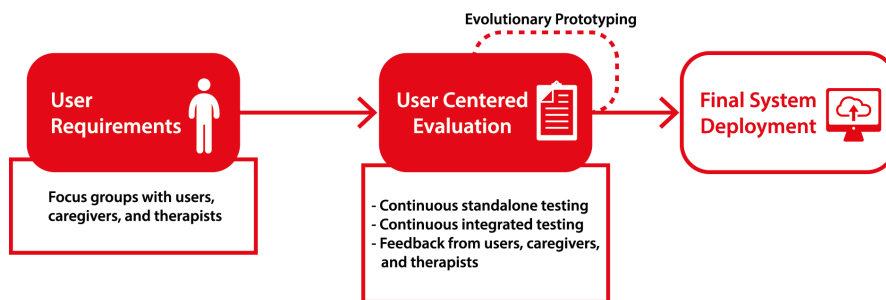 Evolutionary Prototyping
User
Requirements
User Centered
Evaluation
Final System
Deployment
Focus groups with users,
caregivers, and therapists
- Continuous standalone testing
- Continuous integrated testing
- Feedback from users, caregivers,
and therapists